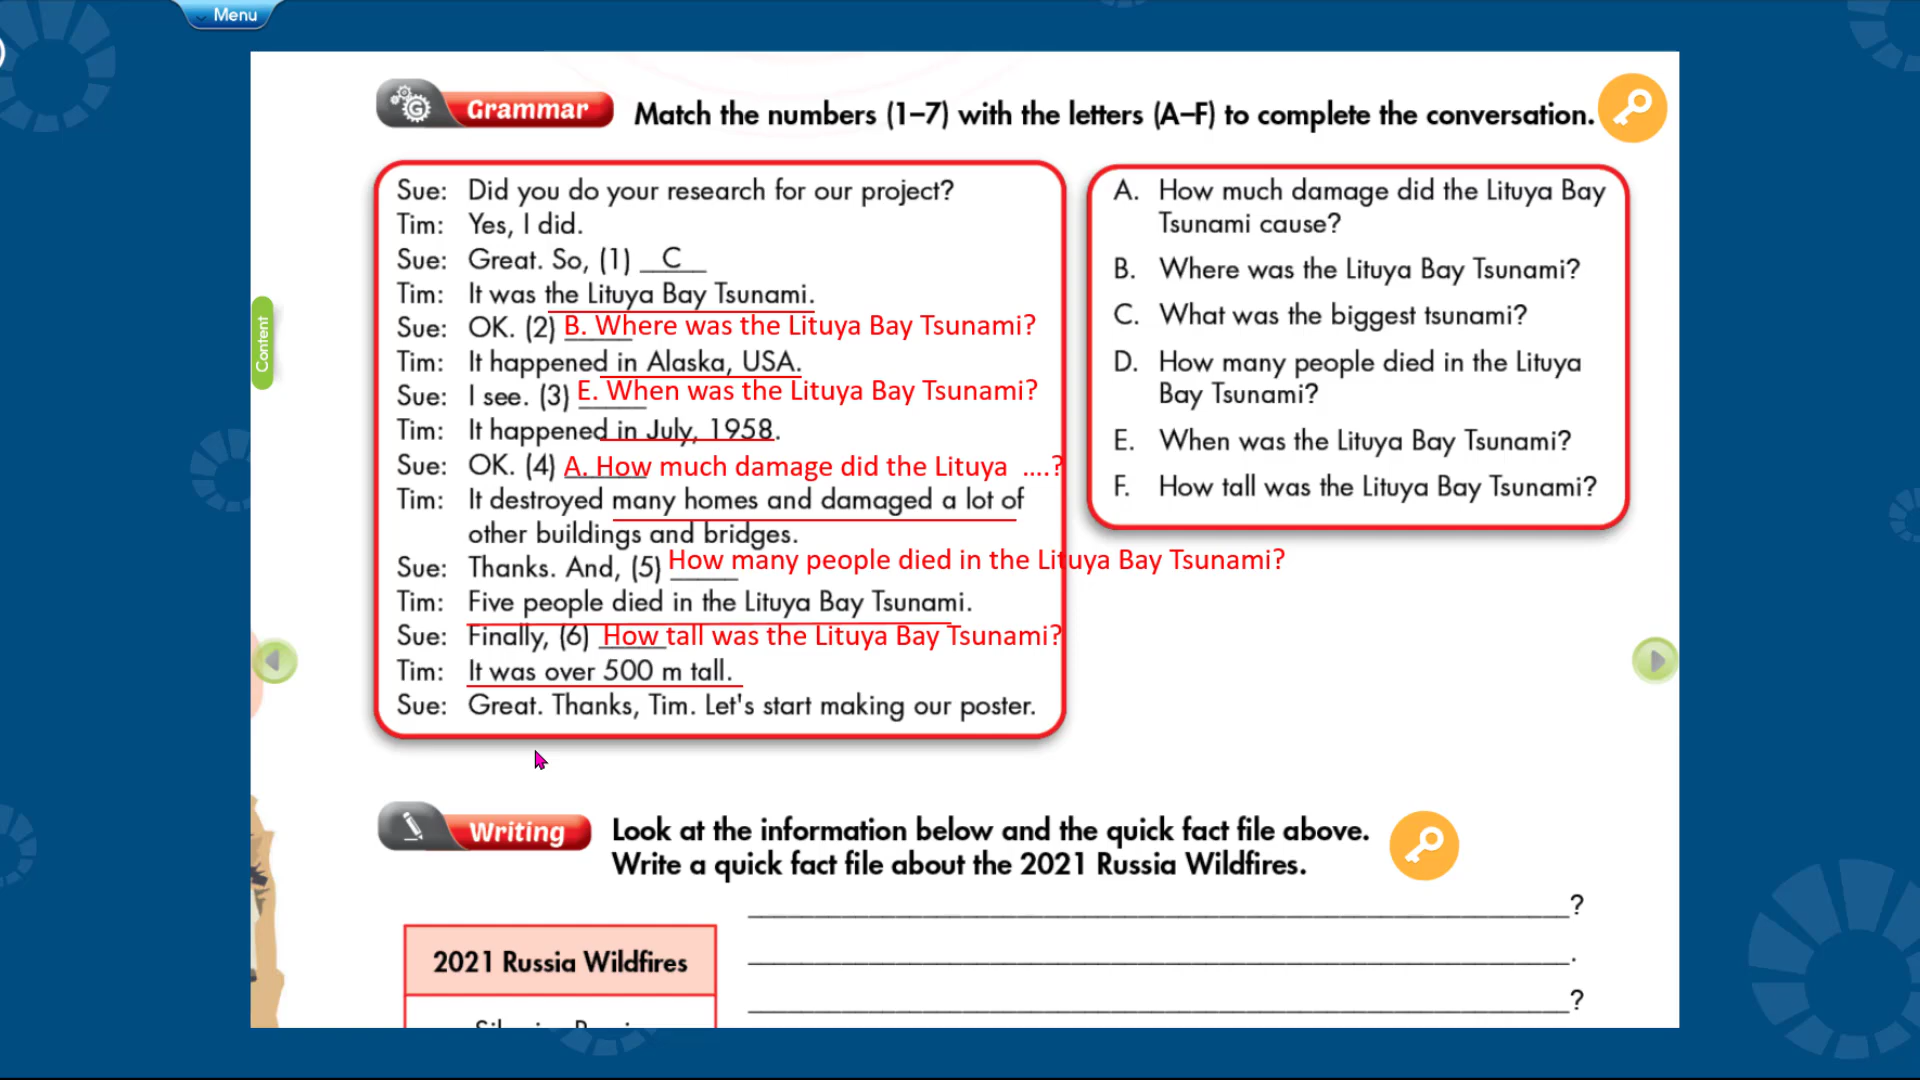 Menu
Grammar
Match the numbers (1–7) with the letters (A–F) to complete the conversation.
Sue: Did you do your research for our project?
Tim: Yes, I did.
Sue: Great. So, (1) __C__
Tim: It was the Lituya Bay Tsunami.
Sue: OK. (2) B. Where was the Lituya Bay Tsunami?
Tim: It happened in Alaska, USA.
Sue: I see. (3) E. When was the Lituya Bay Tsunami?
Tim: It happened in July, 1958.
Sue: OK. (4) A. How much damage did the Lituya ....?
Tim: It destroyed many homes and damaged a lot of
other buildings and bridges.
Sue: Thanks. And, (5) How many people died in the Lituya Bay Tsunami?
Tim: Five people died in the Lituya Bay Tsunami.
Sue: Finally, (6) How tall was the Lituya Bay Tsunami?
Tim: It was over 500 m tall.
Sue: Great. Thanks, Tim. Let's start making our poster.
A. How much damage did the Lituya Bay
Tsunami cause?
B. Where was the Lituya Bay Tsunami?
C. What was the biggest tsunami?
D. How many people died in the Lituya
Bay Tsunami?
E. When was the Lituya Bay Tsunami?
F. How tall was the Lituya Bay Tsunami?
Content
Writing
Look at the information below and the quick fact file above.
Write a quick fact file about the 2021 Russia Wildfires.
2021 Russia Wildfires
?
.
?